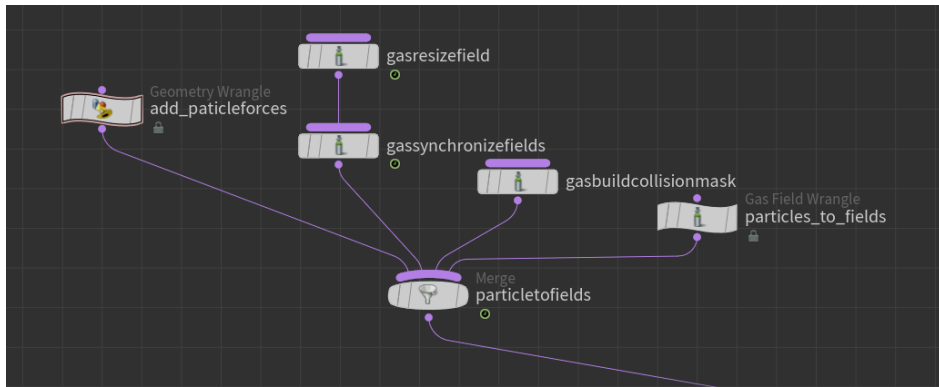 gasresizefield
Geometry Wrangle
add_paticleforces
gassynchronizefields
gasbuildcollisionmask
Gas Field Wrangle
particles_to_fields
Merge
particletofields